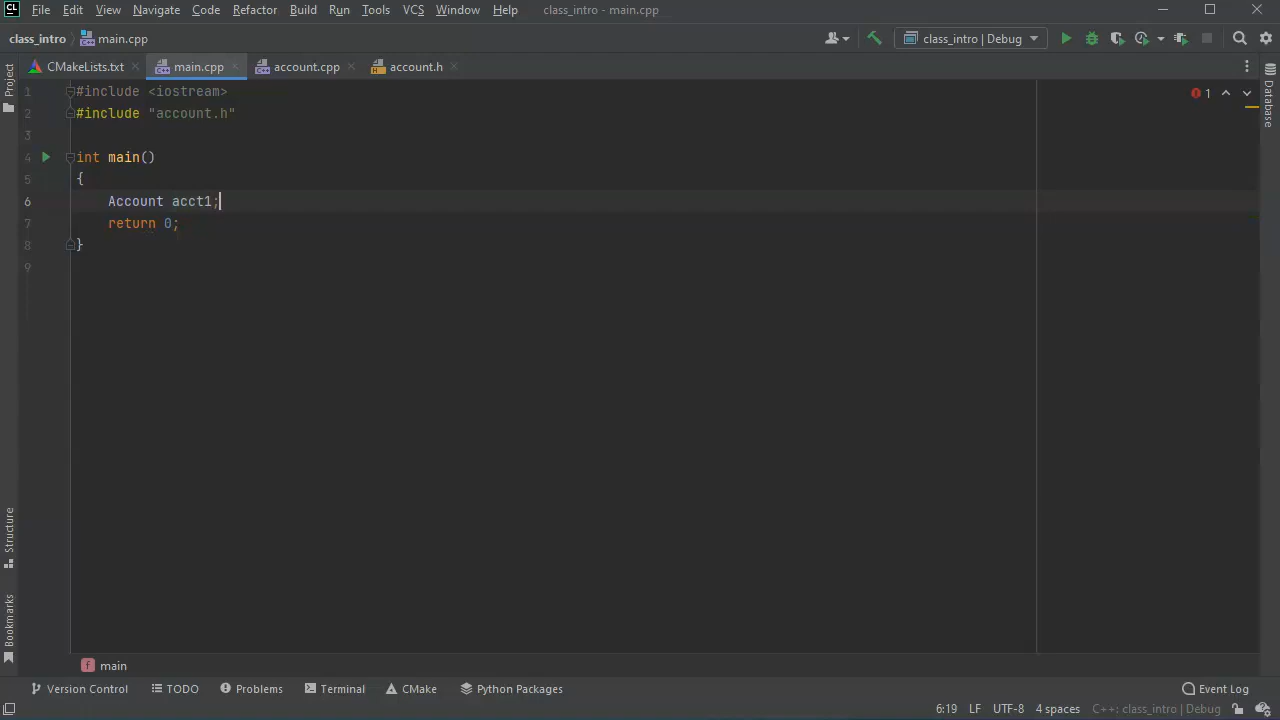 CL File Edit View Navigate Code Refactor Build Run Tools VCS Window Help class_intro - main.cpp
class_intro main.cpp class_intro | Debug
Project CMakeLists.txt main.cpp account.cpp account.h Database
1 #include <iostream> 1
2 #include "account.h"
3
4 int main()
5 {
6 Account acct1;
7 return 0;
8 }
9
Structure
Bookmarks
f main
Version Control TODO Problems Terminal CMake Python Packages Event Log
6:19 LF UTF-8 4 spaces C++: class_intro | Debug